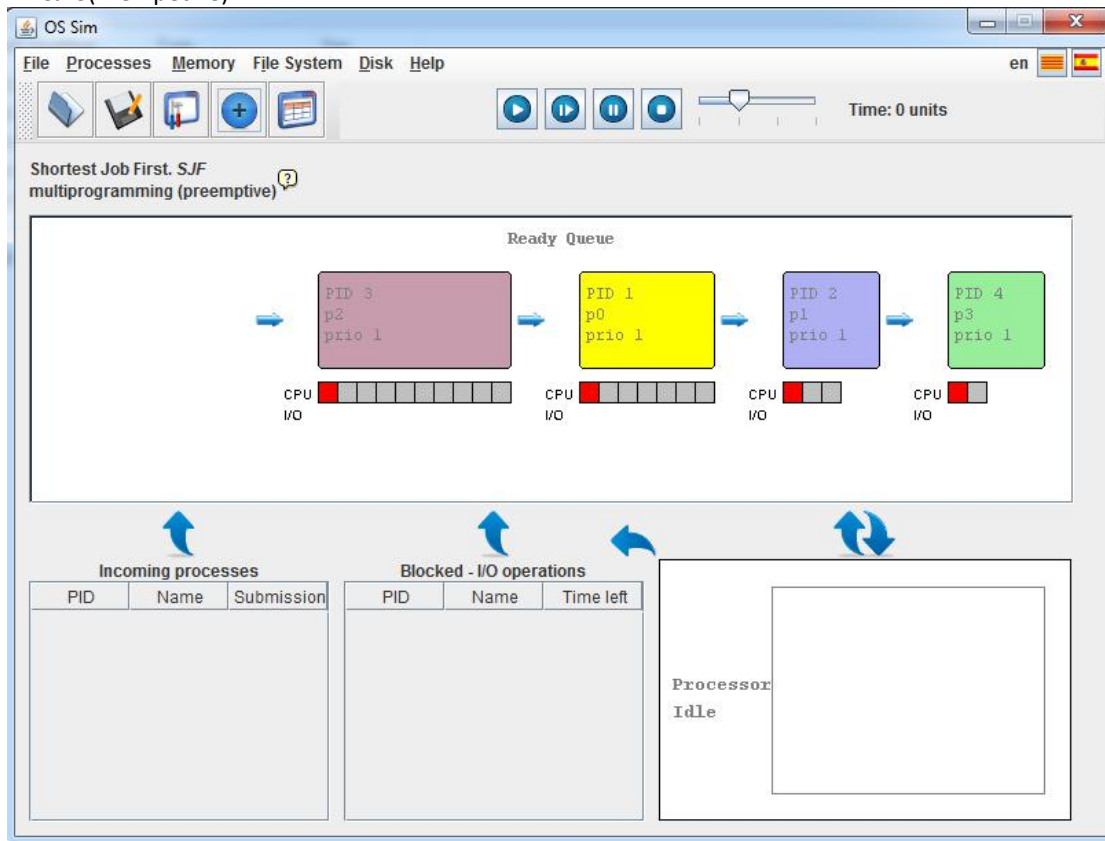 OS Sim
File Processes Memory File System Disk Help en
Time: 0 units
Shortest Job First. SJF
multiprogramming (preemptive)
Ready Queue
PID 3
p2
prio 1
PID 1
p0
prio 1
PID 2
p1
prio 1
PID 4
p3
prio 1
CPU
I/O
CPU
I/O
CPU
I/O
CPU
I/O
Incoming processes
PID Name Submission
Blocked - I/O operations
PID Name Time left
Processor
Idle